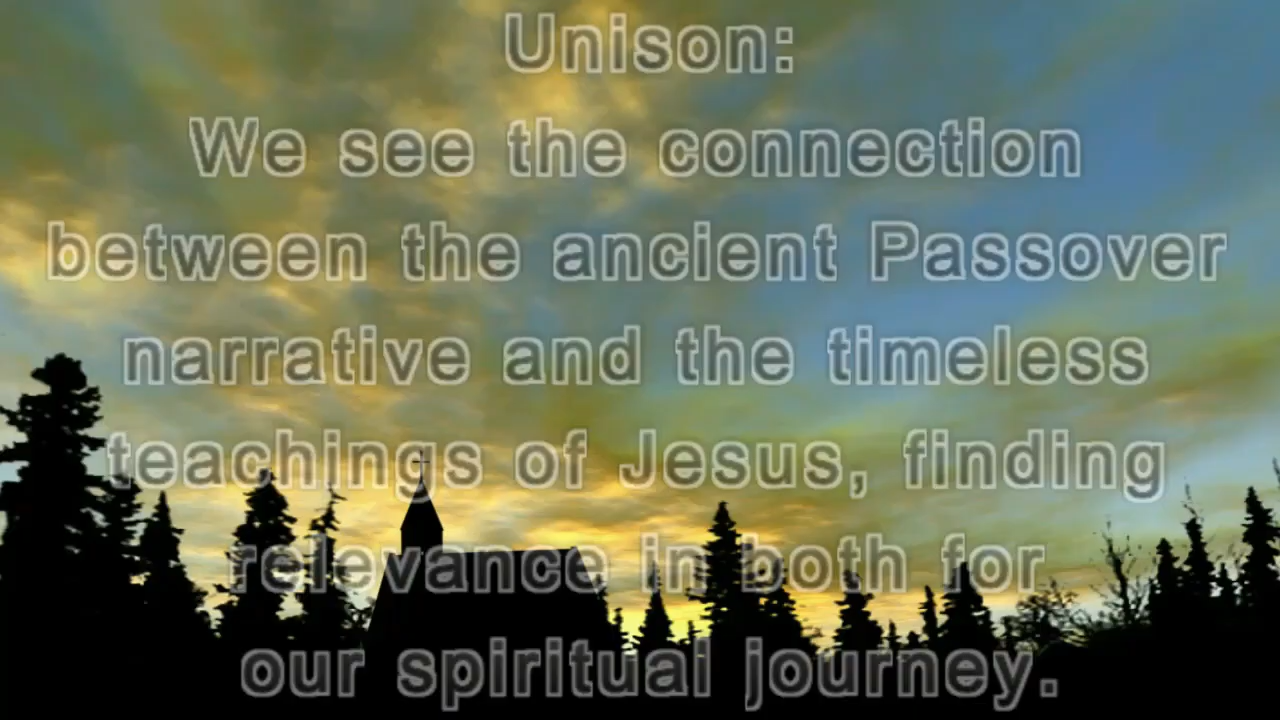 Unison:
We see the connection
between the ancient Passover
narrative and the timeless
teachings of Jesus, finding
relevance in both for
our spiritual journey.